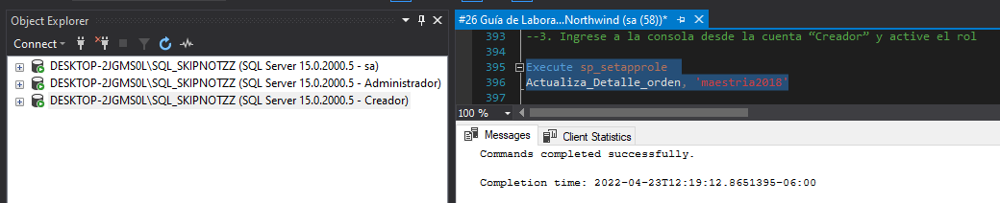 Object Explorer
Connect
DESKTOP-2JGMS0L\SQL_SKIPNOTZZ (SQL Server 15.0.2000.5 - sa)
DESKTOP-2JGMS0L\SQL_SKIPNOTZZ (SQL Server 15.0.2000.5 - Administrador)
DESKTOP-2JGMS0L\SQL_SKIPNOTZZ (SQL Server 15.0.2000.5 - Creador)
#26 Guía de Labora...Northwind (sa (58))*
393 --3. Ingrese a la consola desde la cuenta “Creador” y active el rol
394
395 Execute sp_setapprole
396 Actualiza_Detalle_orden, 'maestria2018'
397
100 %
Messages Client Statistics
Commands completed successfully.
Completion time: 2022-04-23T12:19:12.8651395-06:00